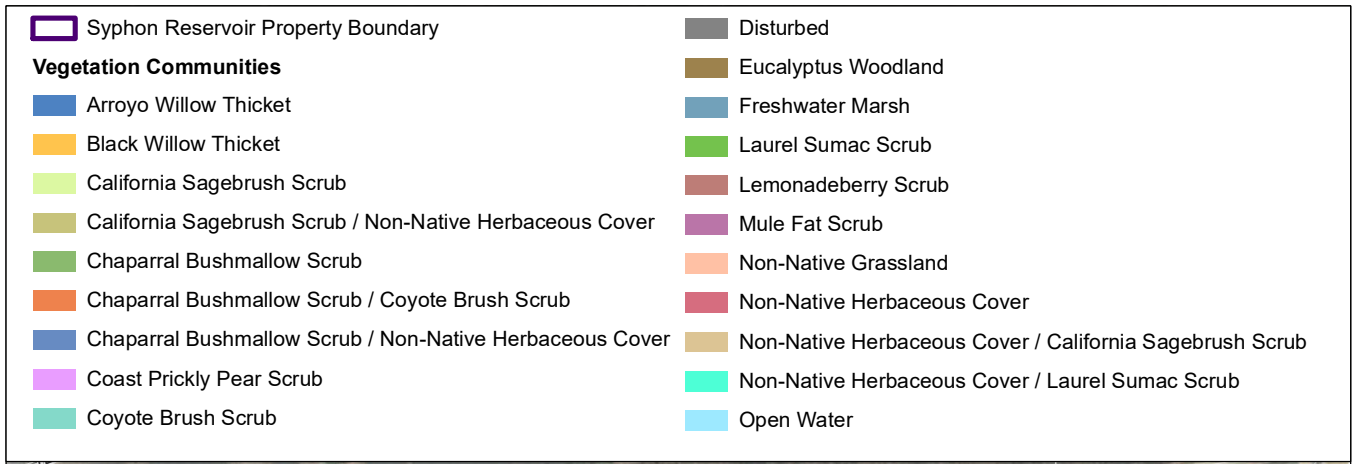 Syphon Reservoir Property Boundary
Vegetation Communities
Arroyo Willow Thicket
Black Willow Thicket
California Sagebrush Scrub
California Sagebrush Scrub / Non-Native Herbaceous Cover
Chaparral Bushmallow Scrub
Chaparral Bushmallow Scrub / Coyote Brush Scrub
Chaparral Bushmallow Scrub / Non-Native Herbaceous Cover
Coast Prickly Pear Scrub
Coyote Brush Scrub
Disturbed
Eucalyptus Woodland
Freshwater Marsh
Laurel Sumac Scrub
Lemonadeberry Scrub
Mule Fat Scrub
Non-Native Grassland
Non-Native Herbaceous Cover
Non-Native Herbaceous Cover / California Sagebrush Scrub
Non-Native Herbaceous Cover / Laurel Sumac Scrub
Open Water